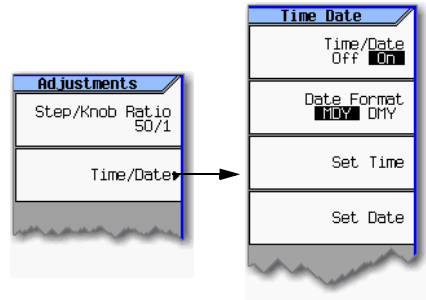 Adjustments
Step/Knob Ratio
50/1
Time/Date
Time Date
Time/Date
Off On
Date Format
MDY DMY
Set Time
Set Date